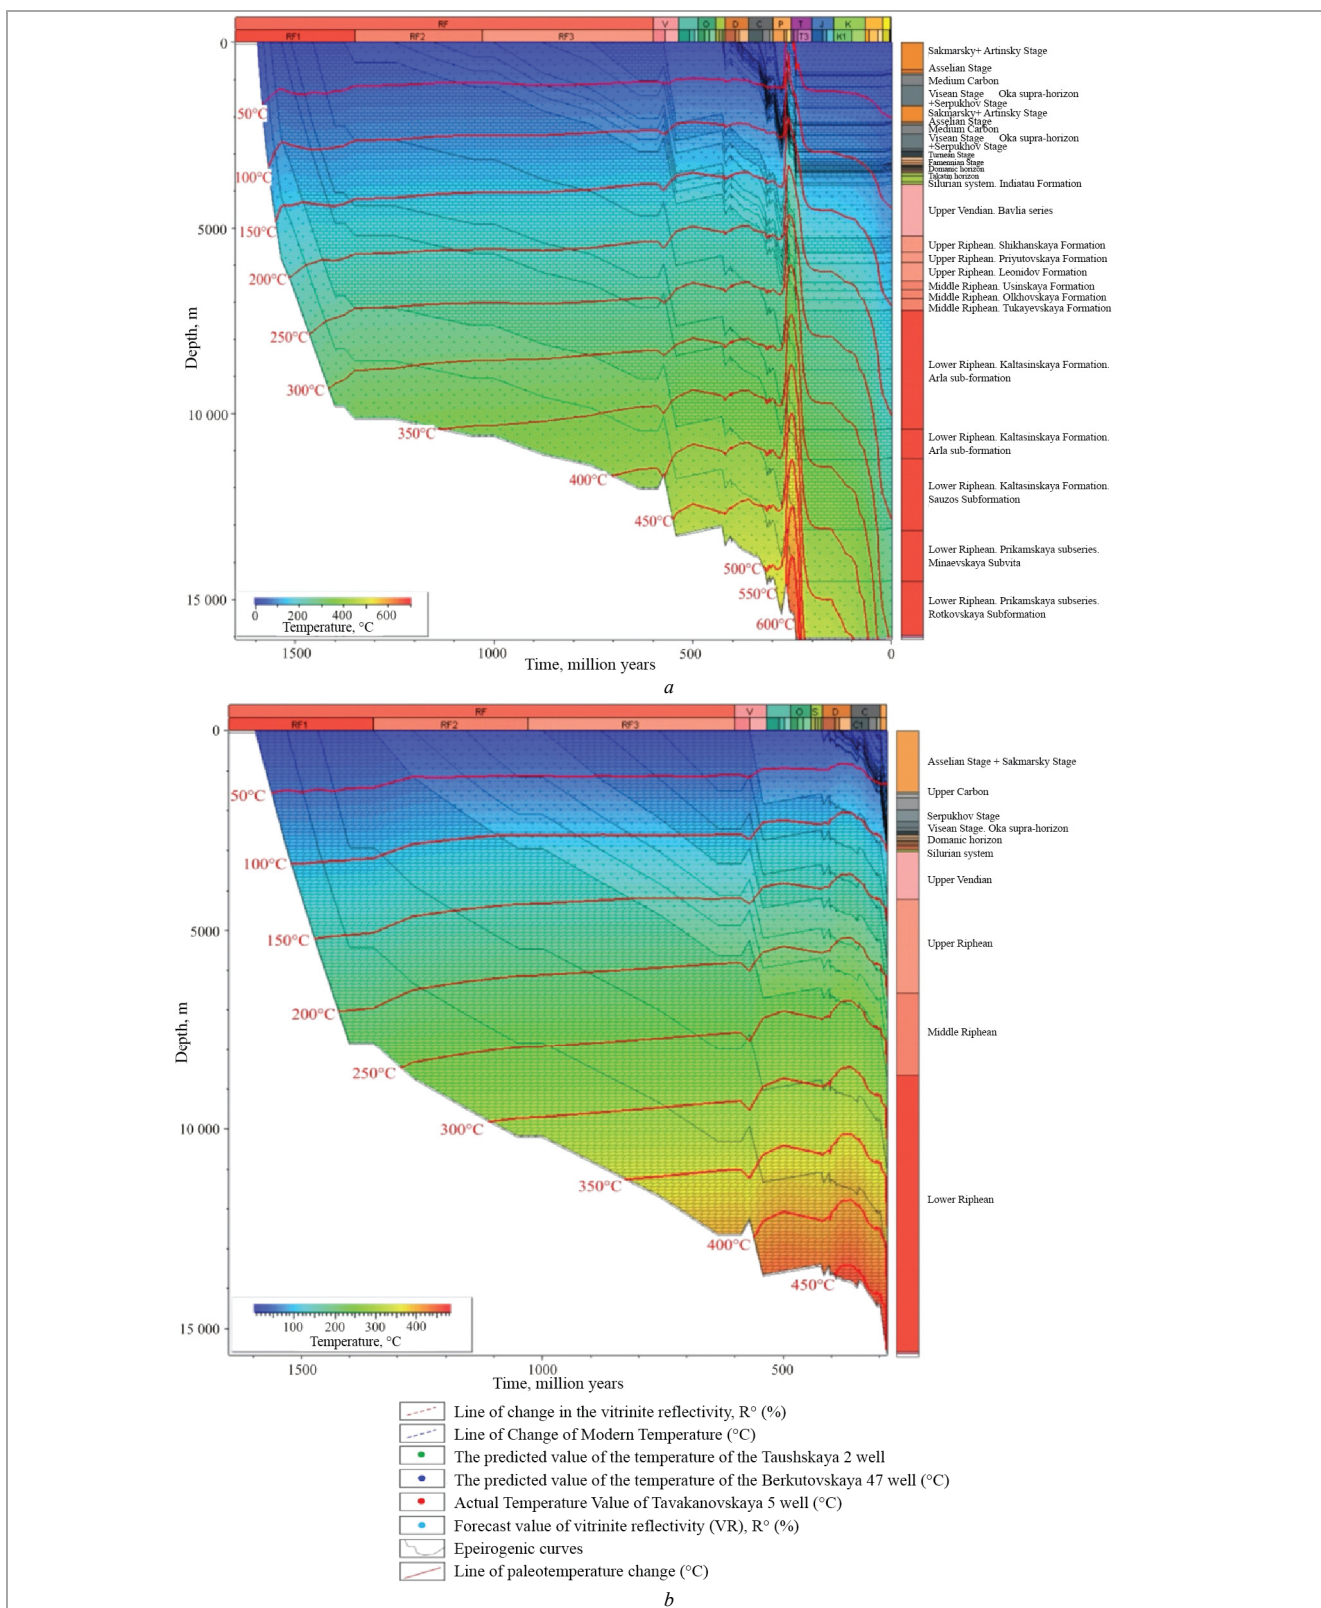 RF V O D C P T J K
RF1 RF2 RF3 T3 K1
0
5000
10 000
15 000
Depth, m
50°C
100°C
150°C
200°C
250°C
300°C
350°C
400°C
450°C
500°C
550°C
600°C
0 200 400 600
Temperature, °C
1500 1000 500 0
Time, million years
Sakmarsky+ Artinsky Stage
Asselian Stage
Medium Carbon
Visean Stage Oka supra-horizon
+Serpukhov Stage
Sakmarsky+ Artinsky Stage
Asselian Stage
Medium Carbon
Visean Stage Oka supra-horizon
+Serpukhov Stage
Turnean Stage
Famennian Stage
Domanic horizon
Takatin horizon
Silurian system. Indiatau Formation
Upper Vendian. Bavlia series
Upper Riphean. Shikhanskaya Formation
Upper Riphean. Priyutovskaya Formation
Upper Riphean. Leonidov Formation
Middle Riphean. Usinskaya Formation
Middle Riphean. Olkhovskaya Formation
Middle Riphean. Tukayevskaya Formation
Lower Riphean. Kaltasinskaya Formation.
Arla sub-formation
Lower Riphean. Kaltasinskaya Formation.
Arla sub-formation
Lower Riphean. Kaltasinskaya Formation.
Sauzos Subformation
Lower Riphean. Prikamskaya subseries.
Minaevskaya Subvita
Lower Riphean. Prikamskaya subseries.
Rotkovskaya Subformation
a
RF V O S D C
RF1 RF2 RF3 C1
0
5000
10 000
15 000
Depth, m
50°C
100°C
150°C
200°C
250°C
300°C
350°C
400°C
450°C
100 200 300 400
Temperature, °C
1500 1000 500
Time, million years
Asselian Stage + Sakmarsky Stage
Upper Carbon
Serpukhov Stage
Visean Stage. Oka supra-horizon
Domanic horizon
Silurian system
Upper Vendian
Upper Riphean
Middle Riphean
Lower Riphean
Line of change in the vitrinite reflectivity, R° (%)
Line of Change of Modern Temperature (°C)
The predicted value of the temperature of the Taushskaya 2 well
The predicted value of the temperature of the Berkutovskaya 47 well (°C)
Actual Temperature Value of Tavakanovskaya 5 well (°C)
Forecast value of vitrinite reflectivity (VR), R° (%)
Epeirogenic curves
Line of paleotemperature change (°C)
b